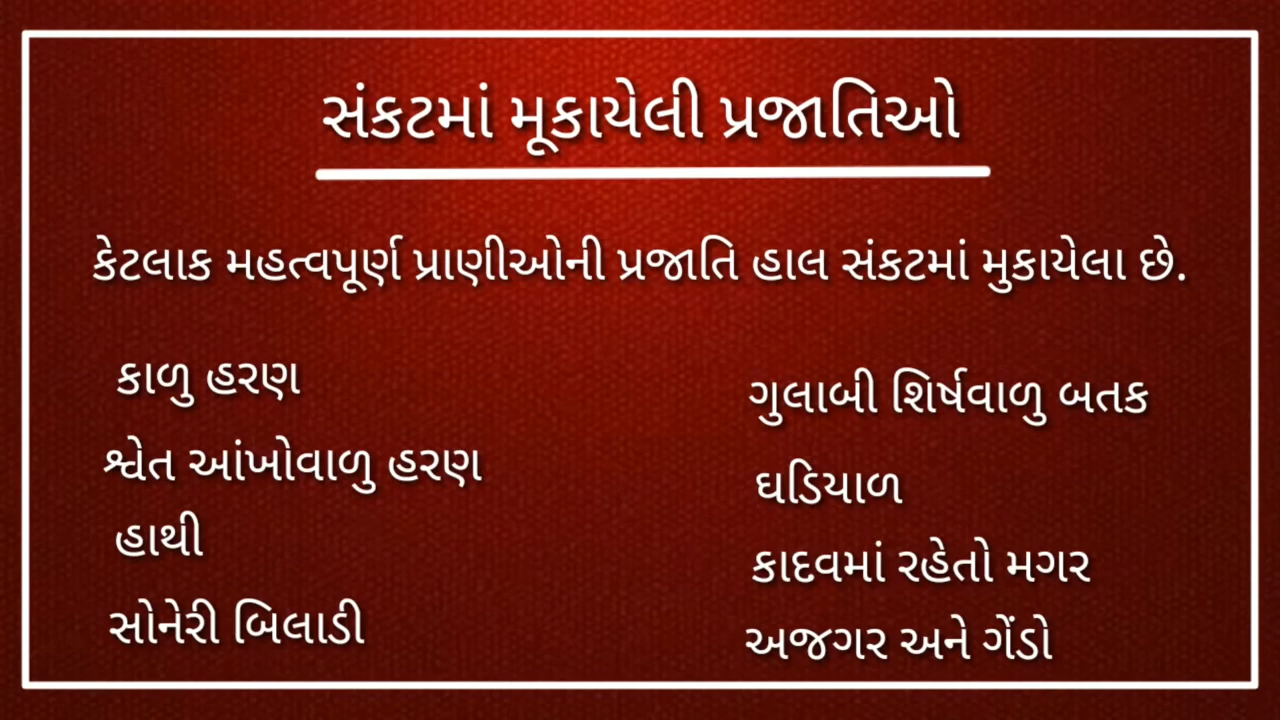 સંકટમાં મૂકાયેલી પ્રજાતિઓ
કેટલાક મહત્વપૂર્ણ પ્રાણીઓની પ્રજાતિ હાલ સંકટમાં મુકાયેલા છે.
કાળુ હરણ
શ્વેત આંખોવાળુ હરણ
હાથી
સોનેરી બિલાડી
ગુલાબી શિર્ષવાળુ બતક
ઘડિયાળ
કાદવમાં રહેતો મગર
અજગર અને ગેંડો